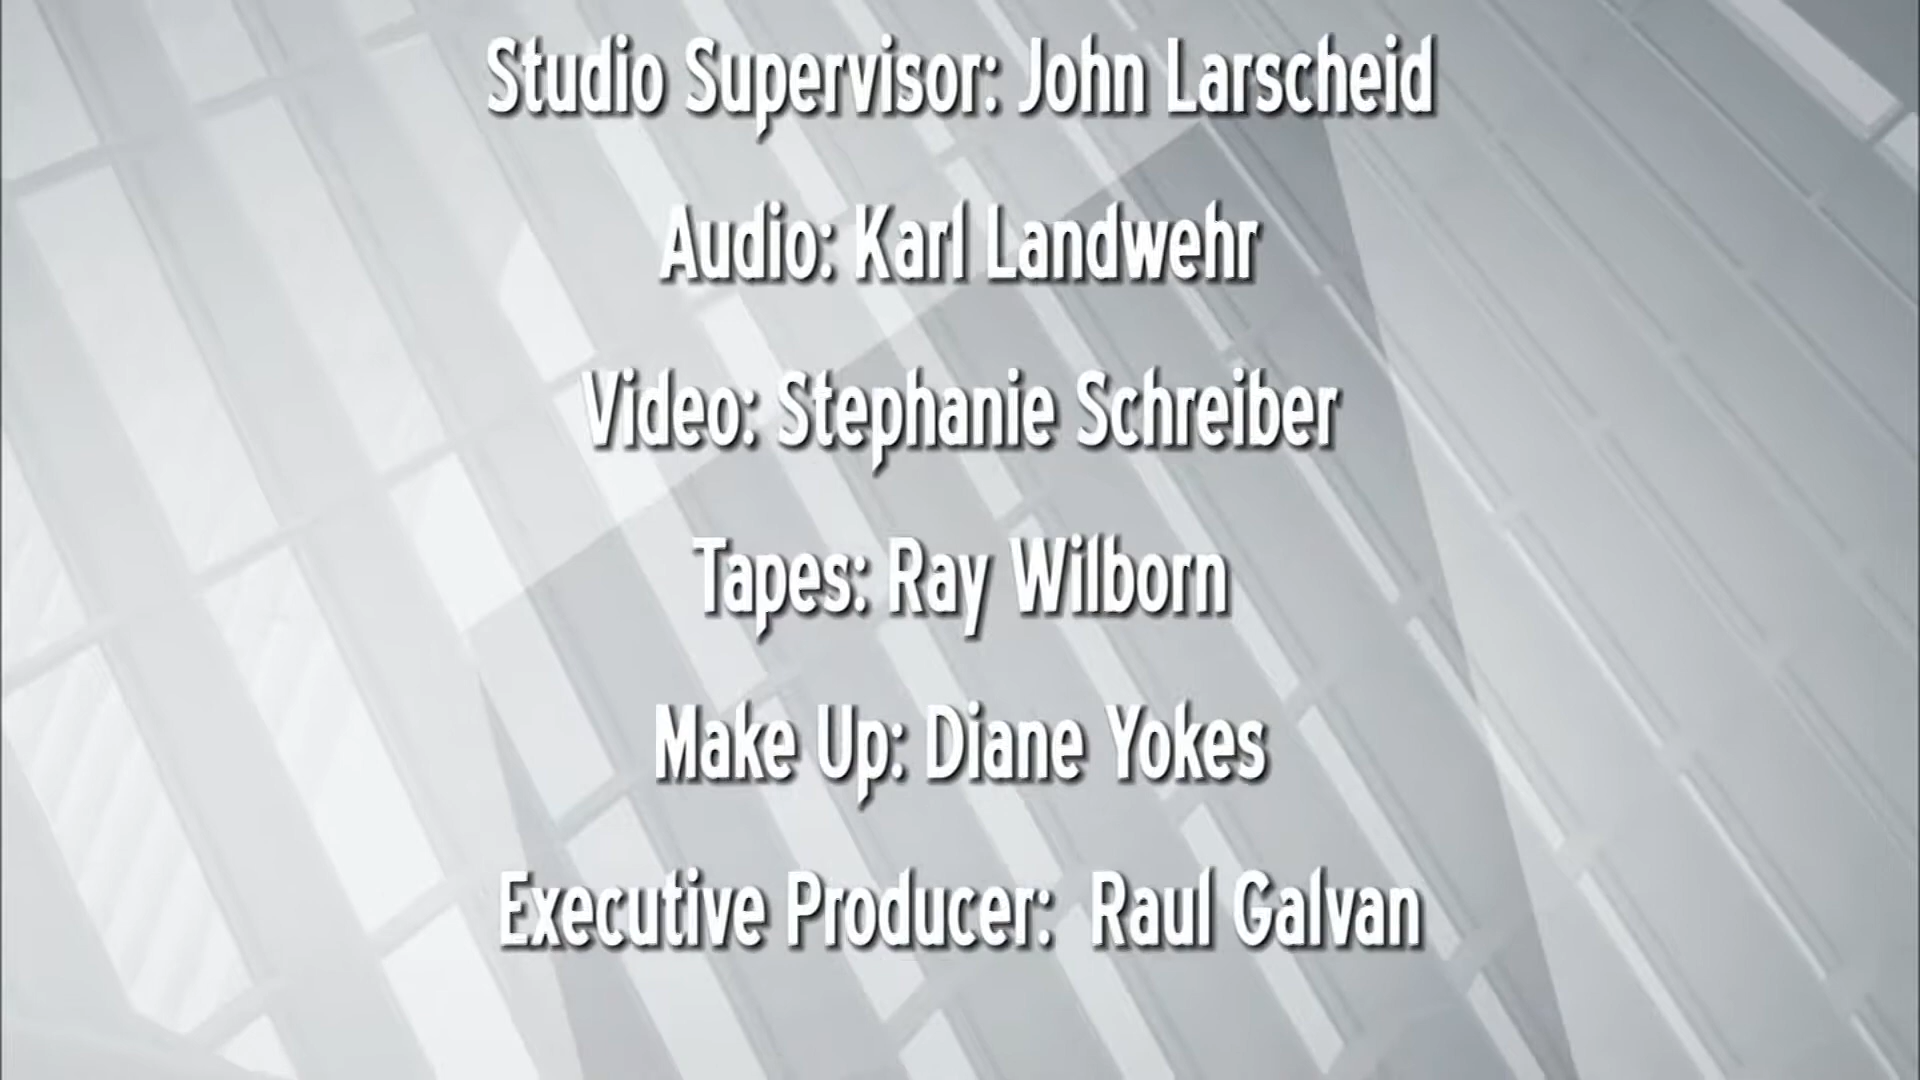 Studio Supervisor: John Larscheid
Audio: Karl Landwehr
Video: Stephanie Schreiber
Tapes: Ray Wilborn
Make Up: Diane Yokes
Executive Producer:  Raul Galvan